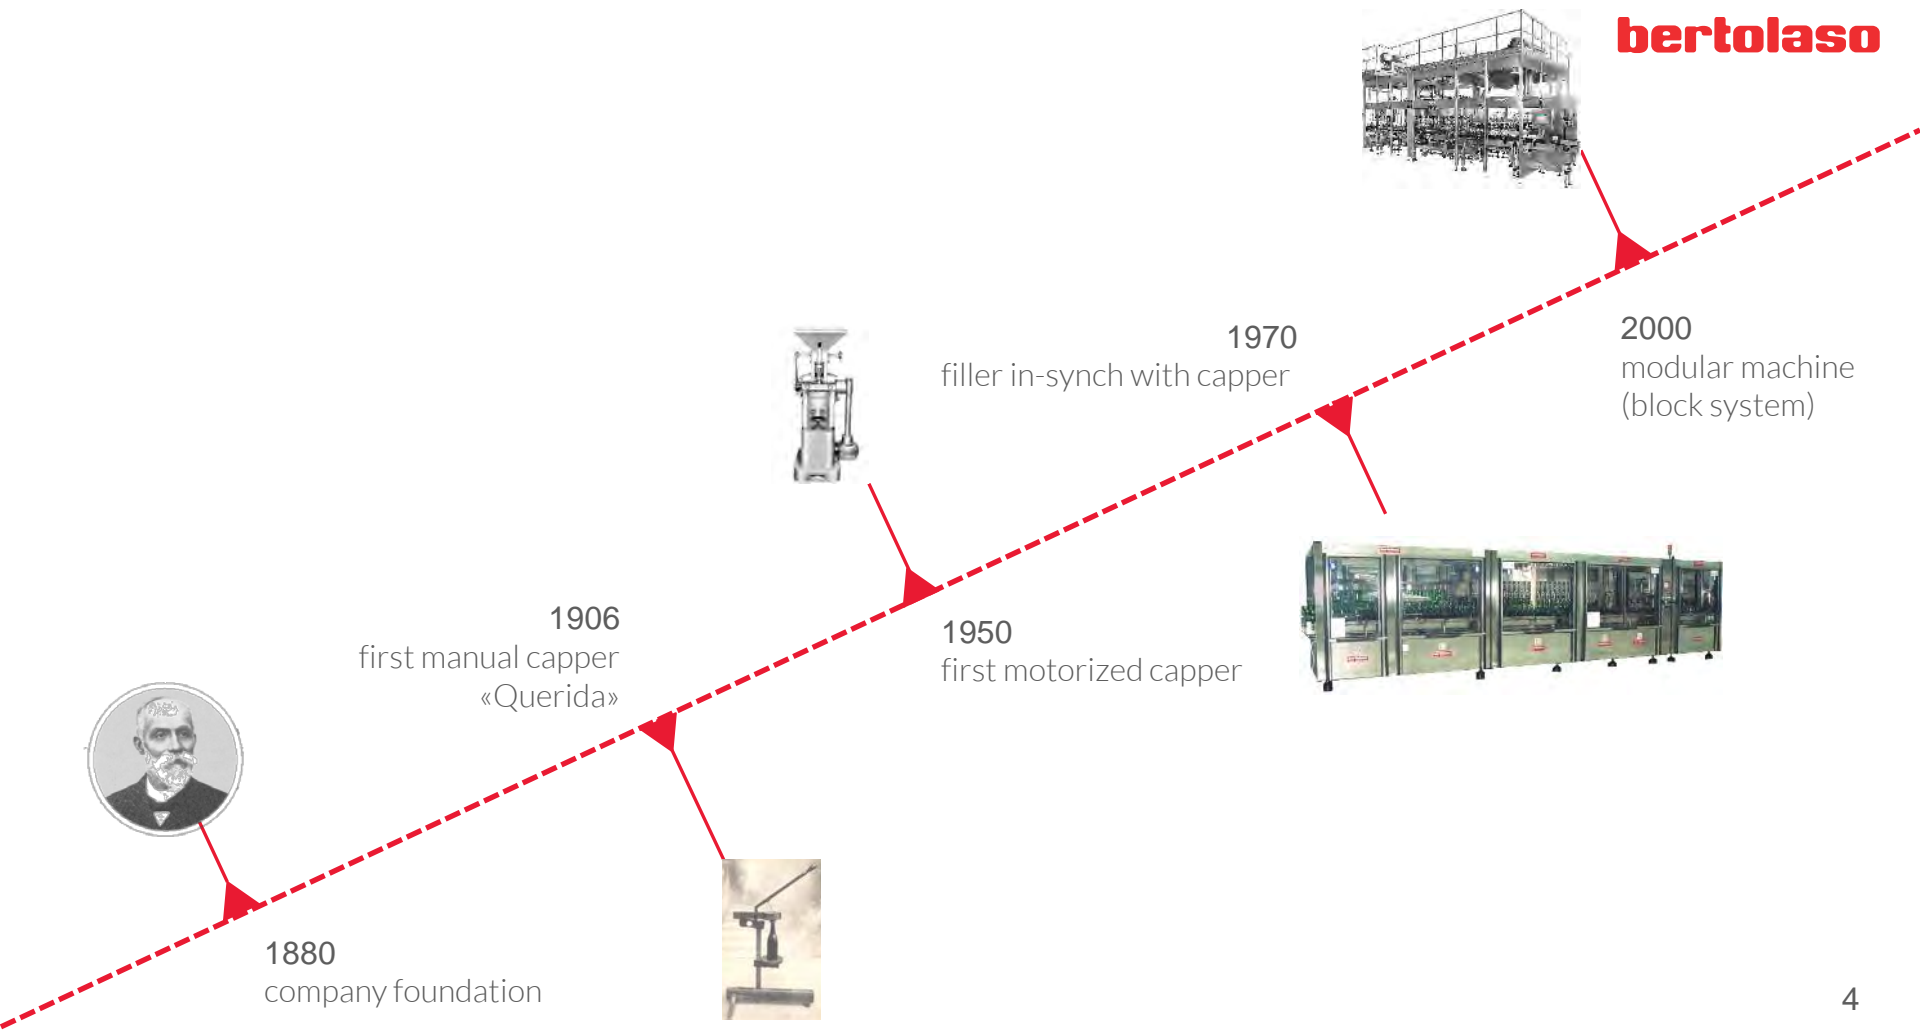 bertolaso
1970
filler in-synch with capper
2000
modular machine
(block system)
1906
first manual capper
«Querida»
1950
first motorized capper
1880
company foundation
4